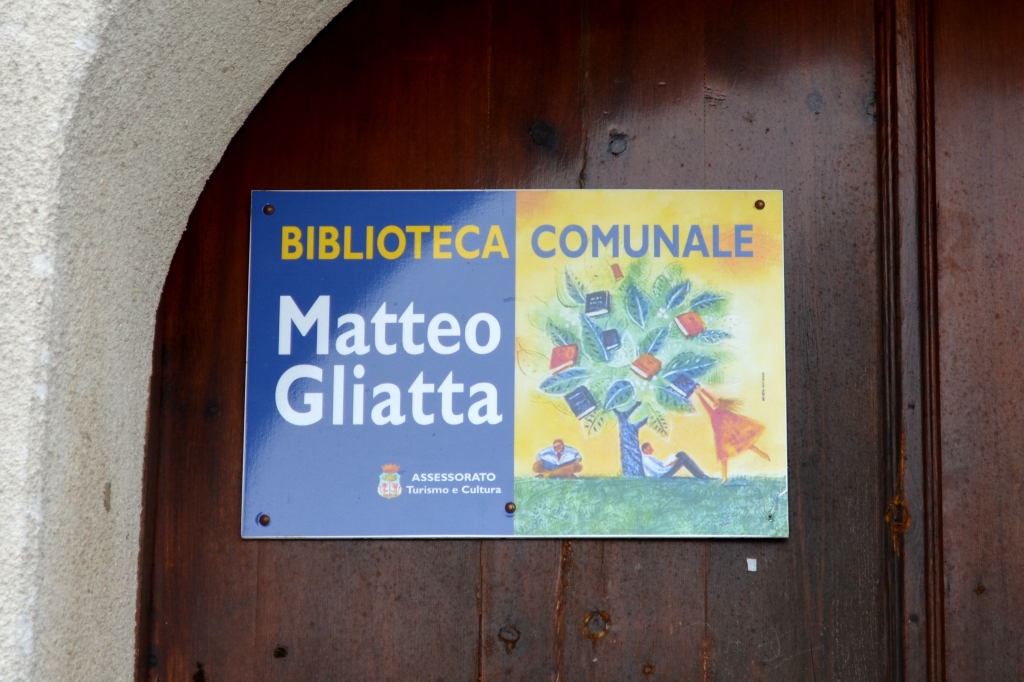 BIBLIOTECA COMUNALE
Matteo
Gliatta
ASSESSORATO
Turismo e Cultura